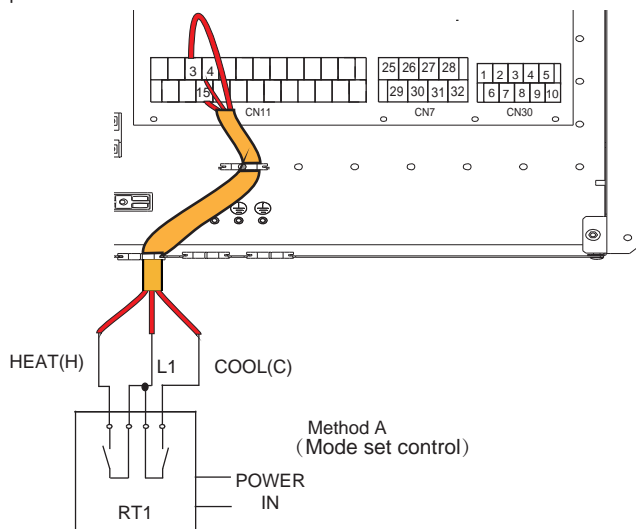 3 4 25 26 27 28 1 2 3 4 5
15 29 30 31 32 6 7 8 9 10
CN11 CN7 CN30
HEAT(H) L1 COOL(C)
Method A
（Mode set control）
POWER
IN
RT1